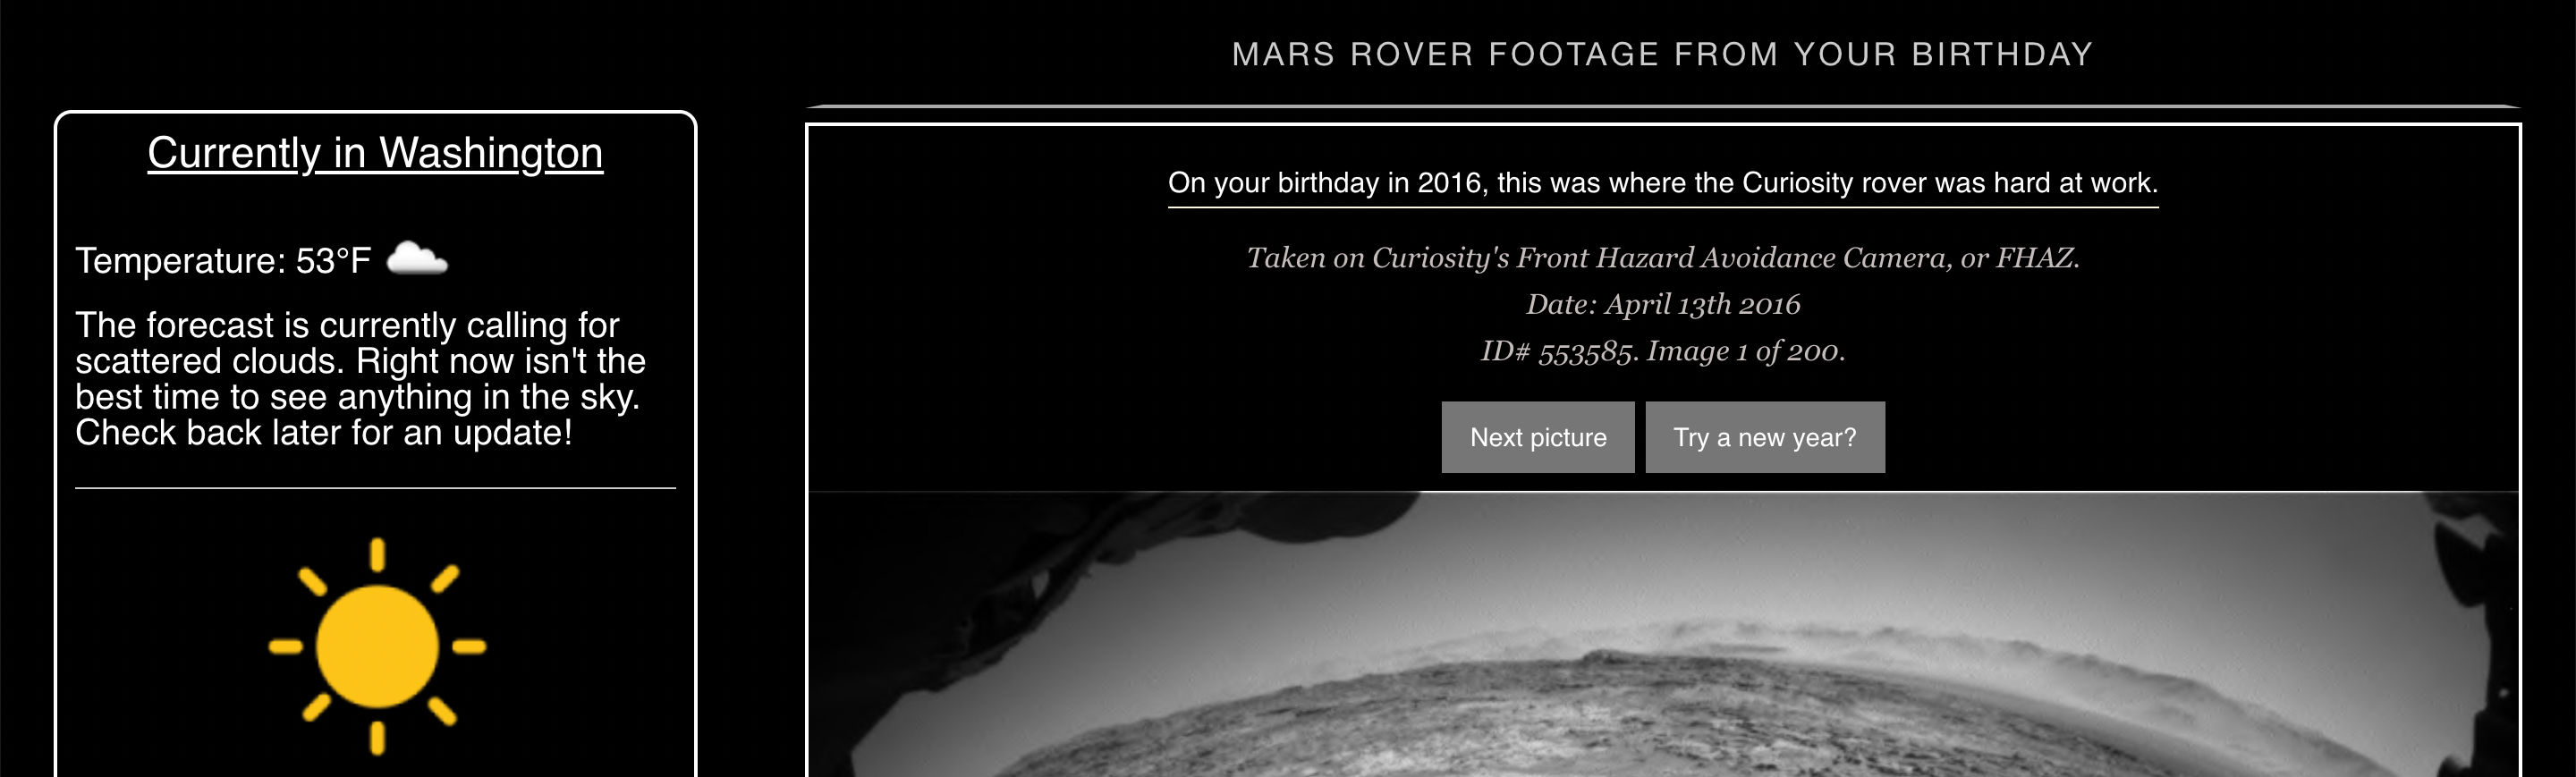 MARS ROVER FOOTAGE FROM YOUR BIRTHDAY
Currently in Washington
Temperature: 53°F
The forecast is currently calling for
scattered clouds. Right now isn't the
best time to see anything in the sky.
Check back later for an update!
On your birthday in 2016, this was where the Curiosity rover was hard at work.
Taken on Curiosity's Front Hazard Avoidance Camera, or FHAZ.
Date: April 13th 2016
ID# 553585. Image 1 of 200.
Next picture
Try a new year?